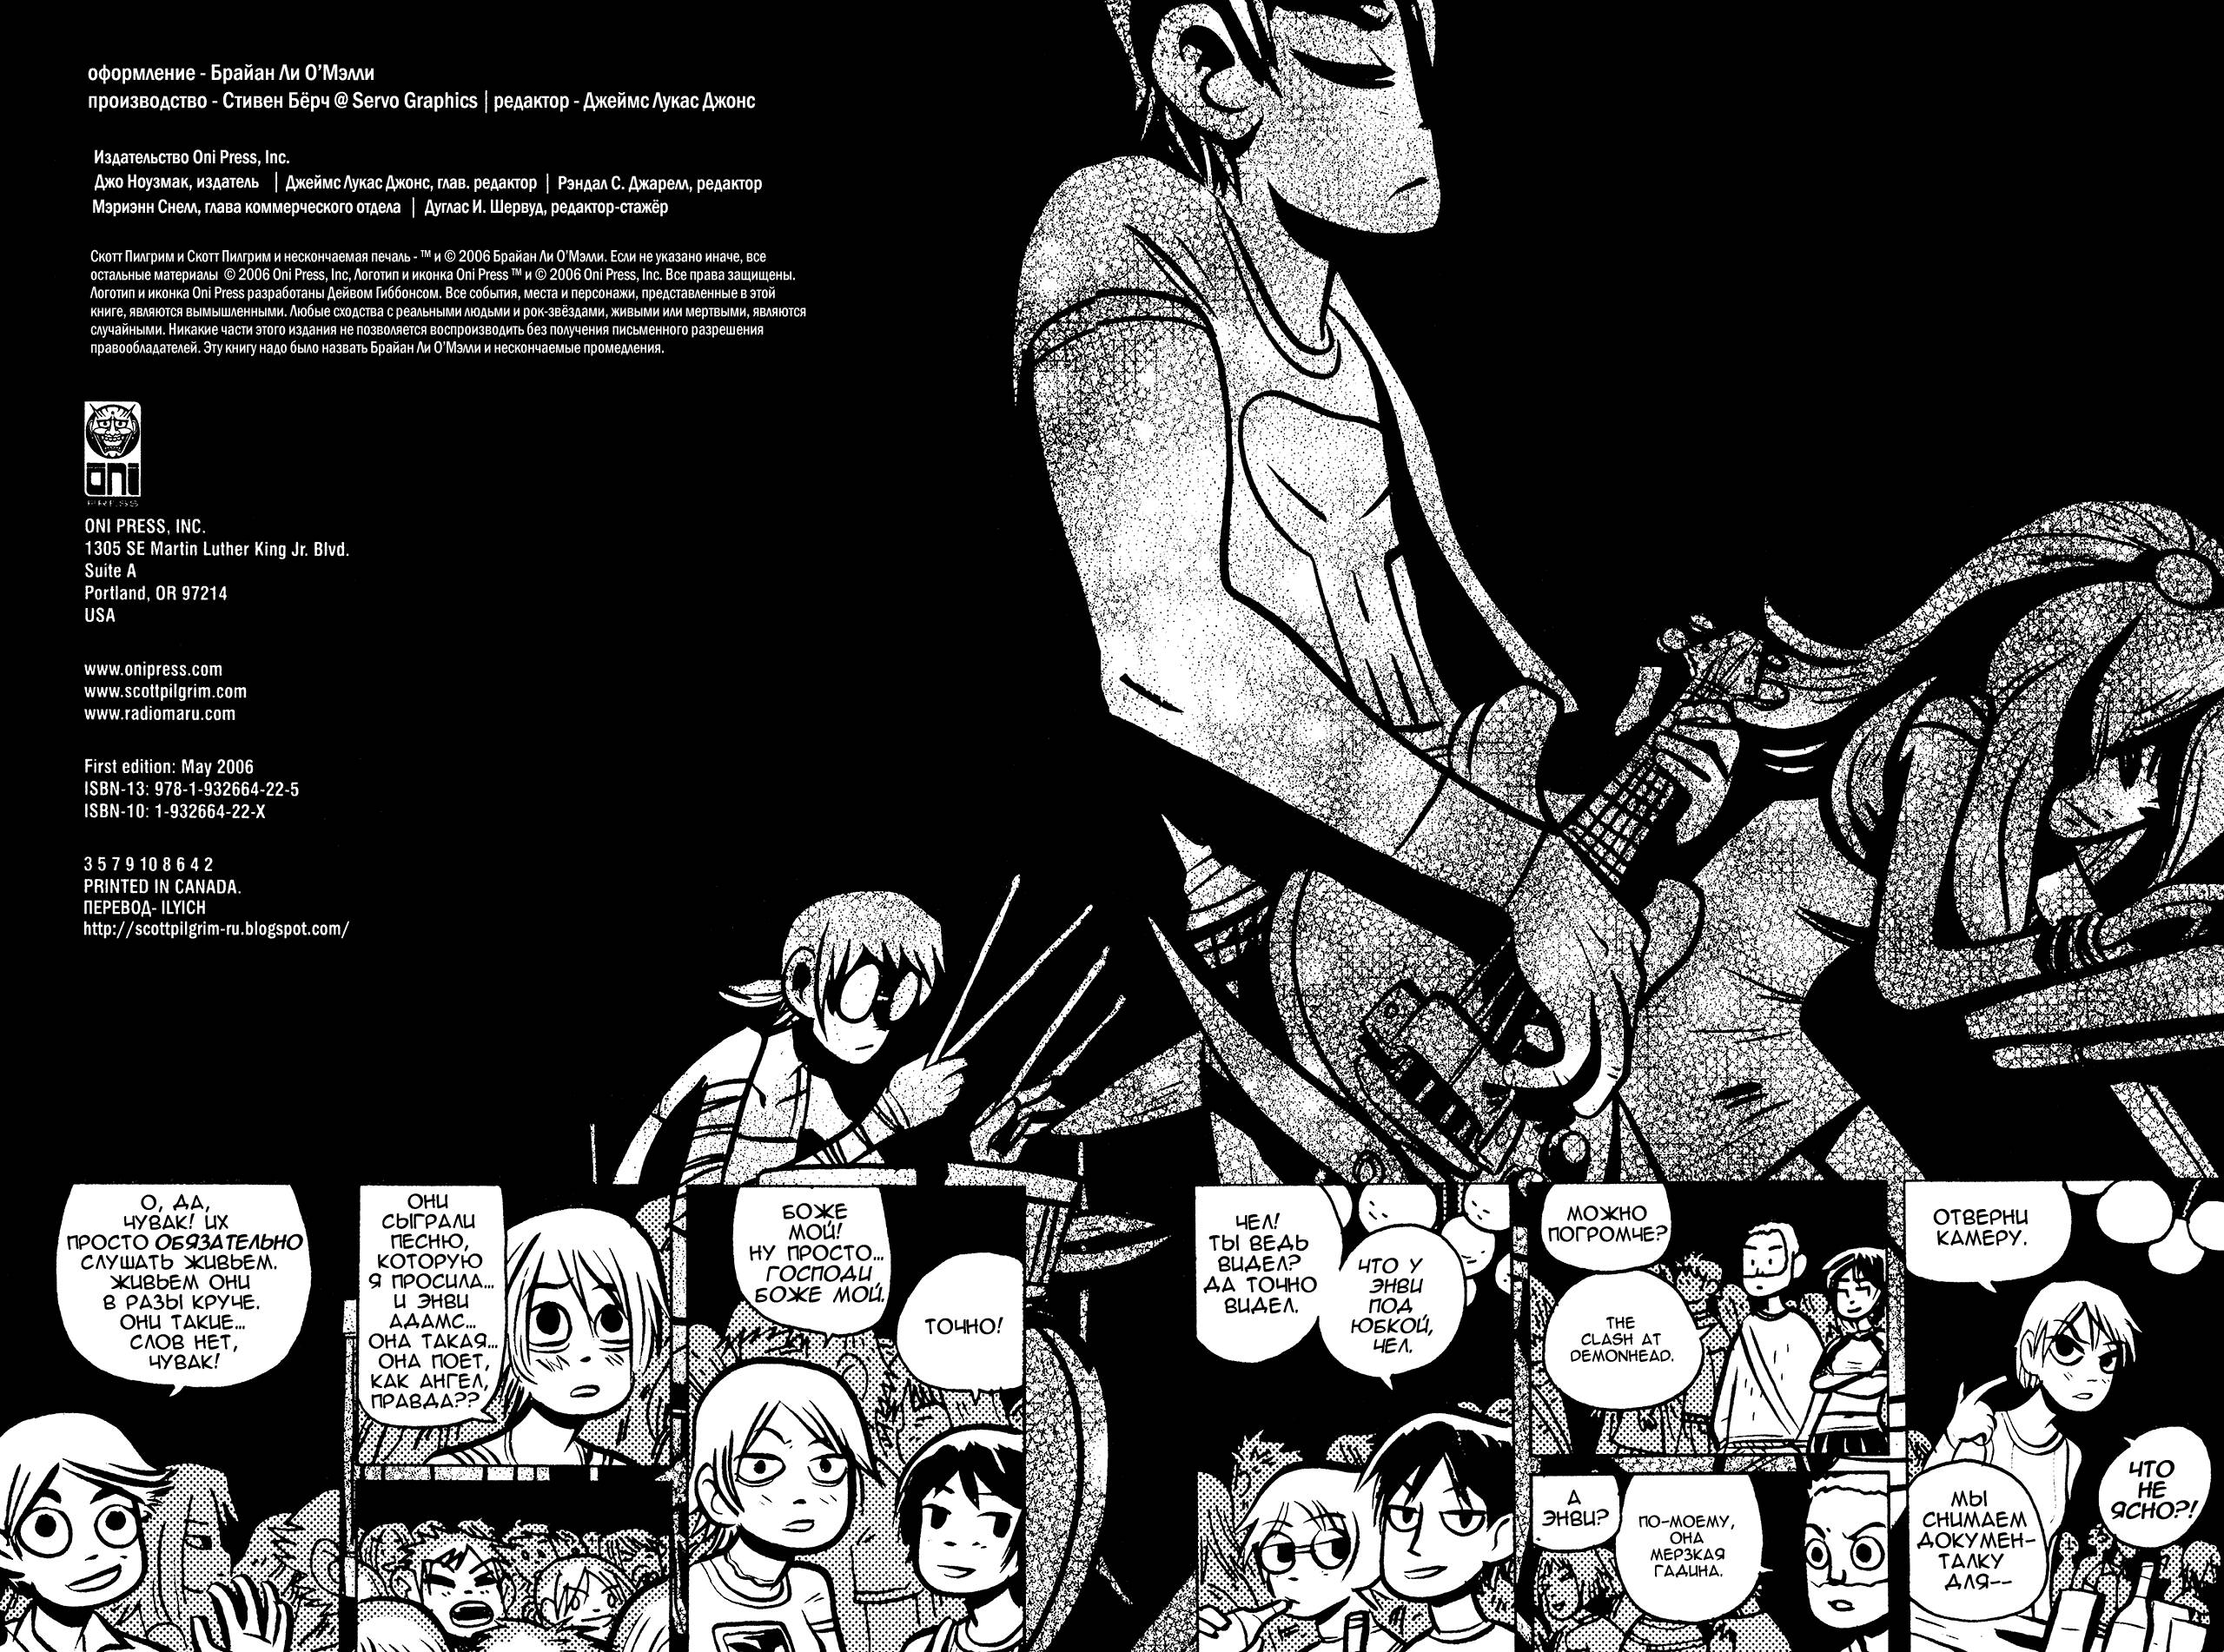 оформление - Брайан Ли О'Мэлли
производство - Стивен Бёрч @ Servo Graphics | редактор - Джеймс Лукас Джонс
Издательство Oni Press, Inc.
Джо Ноузмак, издатель | Джеймс Лукас Джонс, глав. редактор | Рэндал С. Джарелл, редактор
Мэриэнн Снелл, глава коммерческого отдела | Дуглас И. Шервуд, редактор-стажёр
Скотт Пилгрим и Скотт Пилгрим и нескончаемая печаль - ™ и © 2006 Брайан Ли О'Мэлли. Если не указано иначе, все
остальные материалы © 2006 Oni Press, Inc, Логотип и иконка Oni Press ™ и © 2006 Oni Press, Inc. Все права защищены.
Логотип и иконка Oni Press разработаны Дейвом Гиббонсом. Все события, места и персонажи, представленные в этой
книге, являются вымышленными. Любые сходства с реальными людьми и рок-звёздами, живыми или мертвыми, являются
случайными. Никакие части этого издания не позволяется воспроизводить без получения письменного разрешения
правообладателей. Эту книгу надо было назвать Брайан Ли О'Мэлли и нескончаемые промедления.
ONI
PRESS
ONI PRESS, INC.
1305 SE Martin Luther King Jr. Blvd.
Suite A
Portland, OR 97214
USA
www.onipress.com
www.scottpilgrim.com
www.radiomaru.com
First edition: May 2006
ISBN-13: 978-1-932664-22-5
ISBN-10: 1-932664-22-X
3 5 7 9 10 8 6 4 2
PRINTED IN CANADA.
ПЕРЕВОД- ILYICH
http://scottpilgrim-ru.blogspot.com/
О, ДА,
ЧУВАК! ИХ
ПРОСТО ОБЯЗАТЕЛЬНО
СЛУШАТЬ ЖИВЬЕМ.
ЖИВЬЕМ ОНИ
В РАЗЫ КРУЧЕ.
ОНИ ТАКИЕ...
СЛОВ НЕТ,
ЧУВАК!
ОНИ
СЫГРАЛИ
ПЕСНЮ,
КОТОРУЮ
Я ПРОСИЛА...
И ЭНВИ
АДАМС...
ОНА ТАКАЯ...
ОНА ПОЕТ,
КАК АНГЕЛ,
ПРАВДА??
БОЖЕ
МОЙ!
НУ ПРОСТО...
ГОСПОДИ
БОЖЕ МОЙ.
ТОЧНО!
ЧЕЛ!
ТЫ ВЕДЬ
ВИДЕЛ?
ДА ТОЧНО
ВИДЕЛ.
ЧТО У
ЭНВИ
ПОД
ЮБКОЙ,
ЧЕЛ.
МОЖНО
ПОГРОМЧЕ?
THE
CLASH AT
DEMONHEAD.
А
ЭНВИ?
ПО-МОЕМУ,
ОНА
МЕРЗКАЯ
ГАДИНА.
ОТВЕРНИ
КАМЕРУ.
МЫ
СНИМАЕМ
ДОКУМЕН-
ТАЛКУ
ДЛЯ--
ЧТО
НЕ
ЯСНО?!